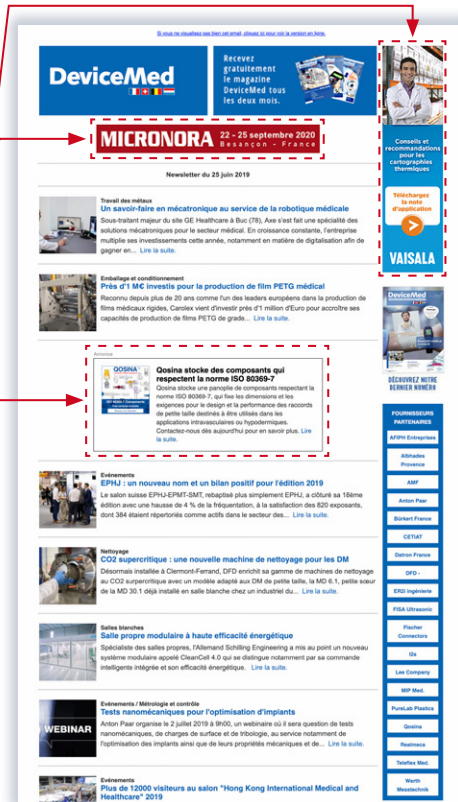 Si vous ne visualisez pas bien cet email, cliquez ici pour voir la version en ligne.
DeviceMed
Recevez
gratuitement
le magazine
DeviceMed tous
les deux mois.
MICRONORA 22 - 25 septembre 2020
Besançon - France
Newsletter du 25 juin 2019
Travail des métaux
Un savoir-faire en mécatronique au service de la robotique médicale
Sous-traitant majeur du site GE Healthcare à Buc (78), Axe s'est fait une spécialité des
solutions mécatroniques pour le secteur médical. En croissance constante, l'entreprise
multiplie ses investissements cette année, notamment en matière de digitalisation afin de
gagner en... Lire la suite.
Emballage et conditionnement
Près d'1 M€ investis pour la production de film PETG médical
Reconnu depuis plus de 20 ans comme l'un des leaders européens dans la production de
films médicaux rigides, Carolex vient d'investir près d'1 million d'Euro pour accroître ses
capacités de production de films PETG de grade... Lire la suite.
Annonce
QOSINA
Qosina stocke des composants qui
respectent la norme ISO 80369-7
Qosina stocke une panoplie de composants respectant la
norme ISO 80369-7, qui fixe les dimensions et les
exigences pour le design et la performance des raccords
de petite taille destinés à être utilisés dans les
applications intravasculaires ou hypodermiques.
Contactez-nous dès aujourd'hui pour en savoir plus. Lire
la suite.
Evénements
EPHJ : un nouveau nom et un bilan positif pour l'édition 2019
Le salon suisse EPHJ-EPMT-SMT, rebaptisé plus simplement EPHJ, a clôturé sa 18ème
édition avec une hausse de 4 % de la fréquentation, à la satisfaction des 820 exposants,
dont 384 étaient répertoriés comme actifs dans le secteur des... Lire la suite.
Nettoyage
CO2 supercritique : une nouvelle machine de nettoyage pour les DM
Désormais installée à Clermont-Ferrand, DFD enrichit sa gamme de machines de nettoyage
au CO2 supercritique avec un modèle adapté aux DM de petite taille, la MD 6.1, petite sœur
de la MD 30.1 déjà installé en salle blanche chez un industriel du... Lire la suite.
Salles blanches
Salle propre modulaire à haute efficacité énergétique
Spécialiste des salles propres, l'Allemand Schilling Engineering a mis au point un nouveau
système modulaire appelé CleanCell 4.0 qui se distingue notamment par sa commande
intelligente intégrée et son efficacité énergétique. Lire la suite.
WEBINAR
Evénements / Métrologie et contrôle
Tests nanomécaniques pour l'optimisation d'implants
Anton Paar organise le 2 juillet 2019 à 9h00, un webinaire où il sera question de tests
nanomécaniques, de charges de surface et de tribologie, au service notamment de
l'optimisation des implants ainsi que de leurs propriétés mécaniques et de... Lire la suite.
Evénements
Plus de 12000 visiteurs au salon "Hong Kong International Medical and
Healthcare" 2019
Conseils et
recommandations
pour les
cartographies
thermiques
Téléchargez
la note
d'application
VAISALA
DeviceMed
DÉCOUVREZ NOTRE
DERNIER NUMÉRO
FOURNISSEURS
PARTENAIRES
AFIPH Entreprises
Albhades
Provence
AMF
Anton Paar
Bürkert France
CETIAT
Datron France
DFD -
ERDI ingénierie
FISA Ultrasonic
Fischer
Connectors
I2s
Lee Company
MIP Med.
PureLab Plastics
Qosina
Realmeca
Teleflex Med.
Werth
Messtechnik